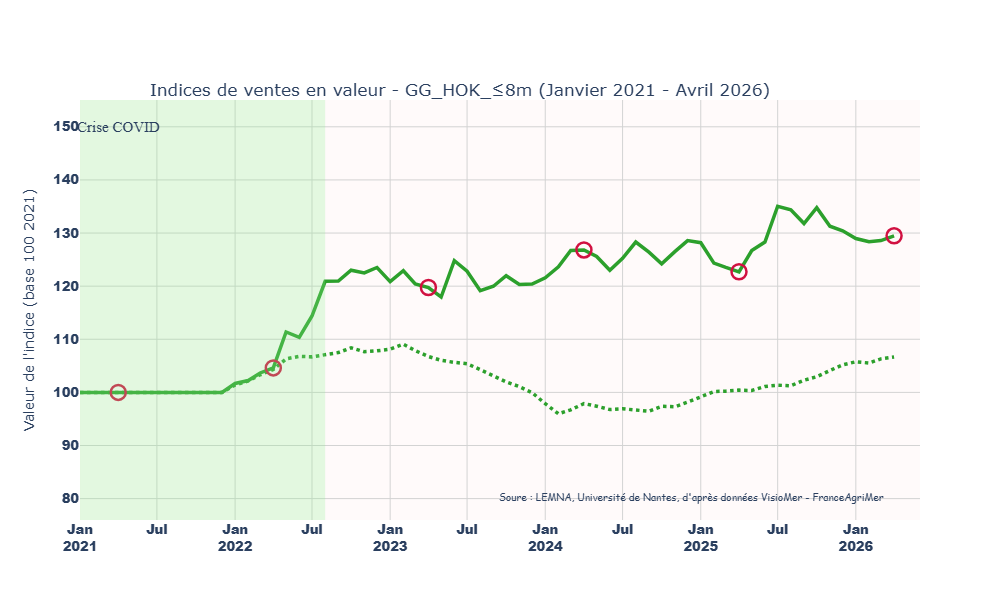 Indices de ventes en valeur - GG_HOK_≤8m (Janvier 2021 - Avril 2026)
Valeur de l'indice (base 100 2021)
Crise COVID
150
140
130
120
110
100
90
80
Soure : LEMNA, Université de Nantes, d'après données VisioMer - FranceAgriMer
Jan Jul Jan Jul Jan Jul Jan Jul Jan Jul Jan
2021 2022 2023 2024 2025 2026